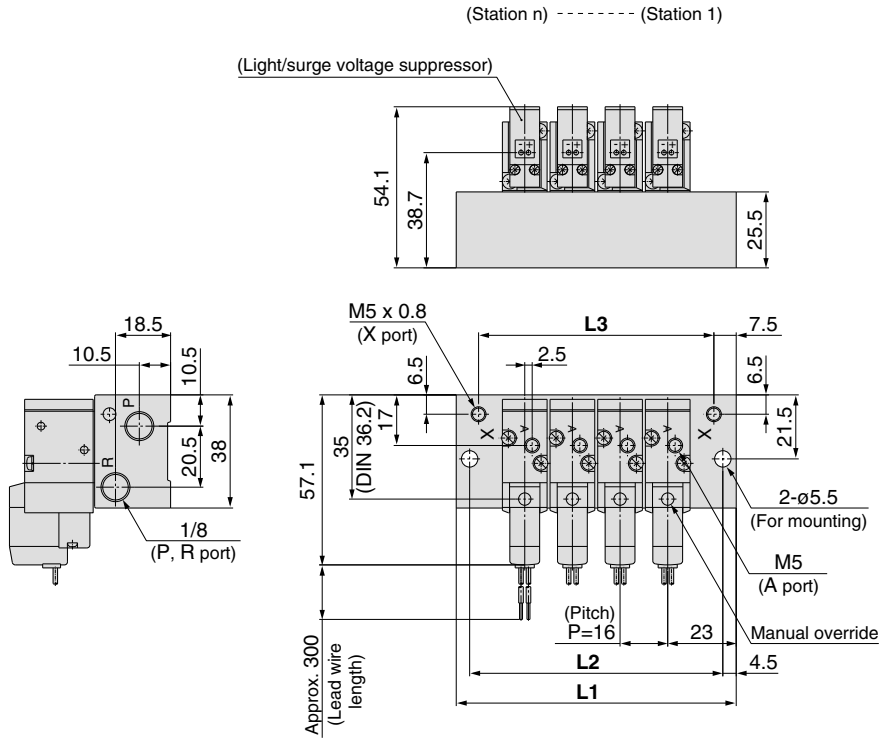 (Station n) - - - - - - - (Station 1)
(Light/surge voltage suppressor)
- +
- +
- +
- +
54.1
38.7
25.5
18.5
10.5
10.5
P
R
20.5
38
1/8
(P, R port)
M5 x 0.8
(X port)
L3
7.5
2.5
6.5
6.5
17
35
(DIN 36.2)
57.1
21.5
X
A
A
A
A
X
2-ø5.5
(For mounting)
M5
(A port)
Manual override
(Pitch)
P=16
23
Approx. 300
(Lead wire
length)
L2
4.5
L1